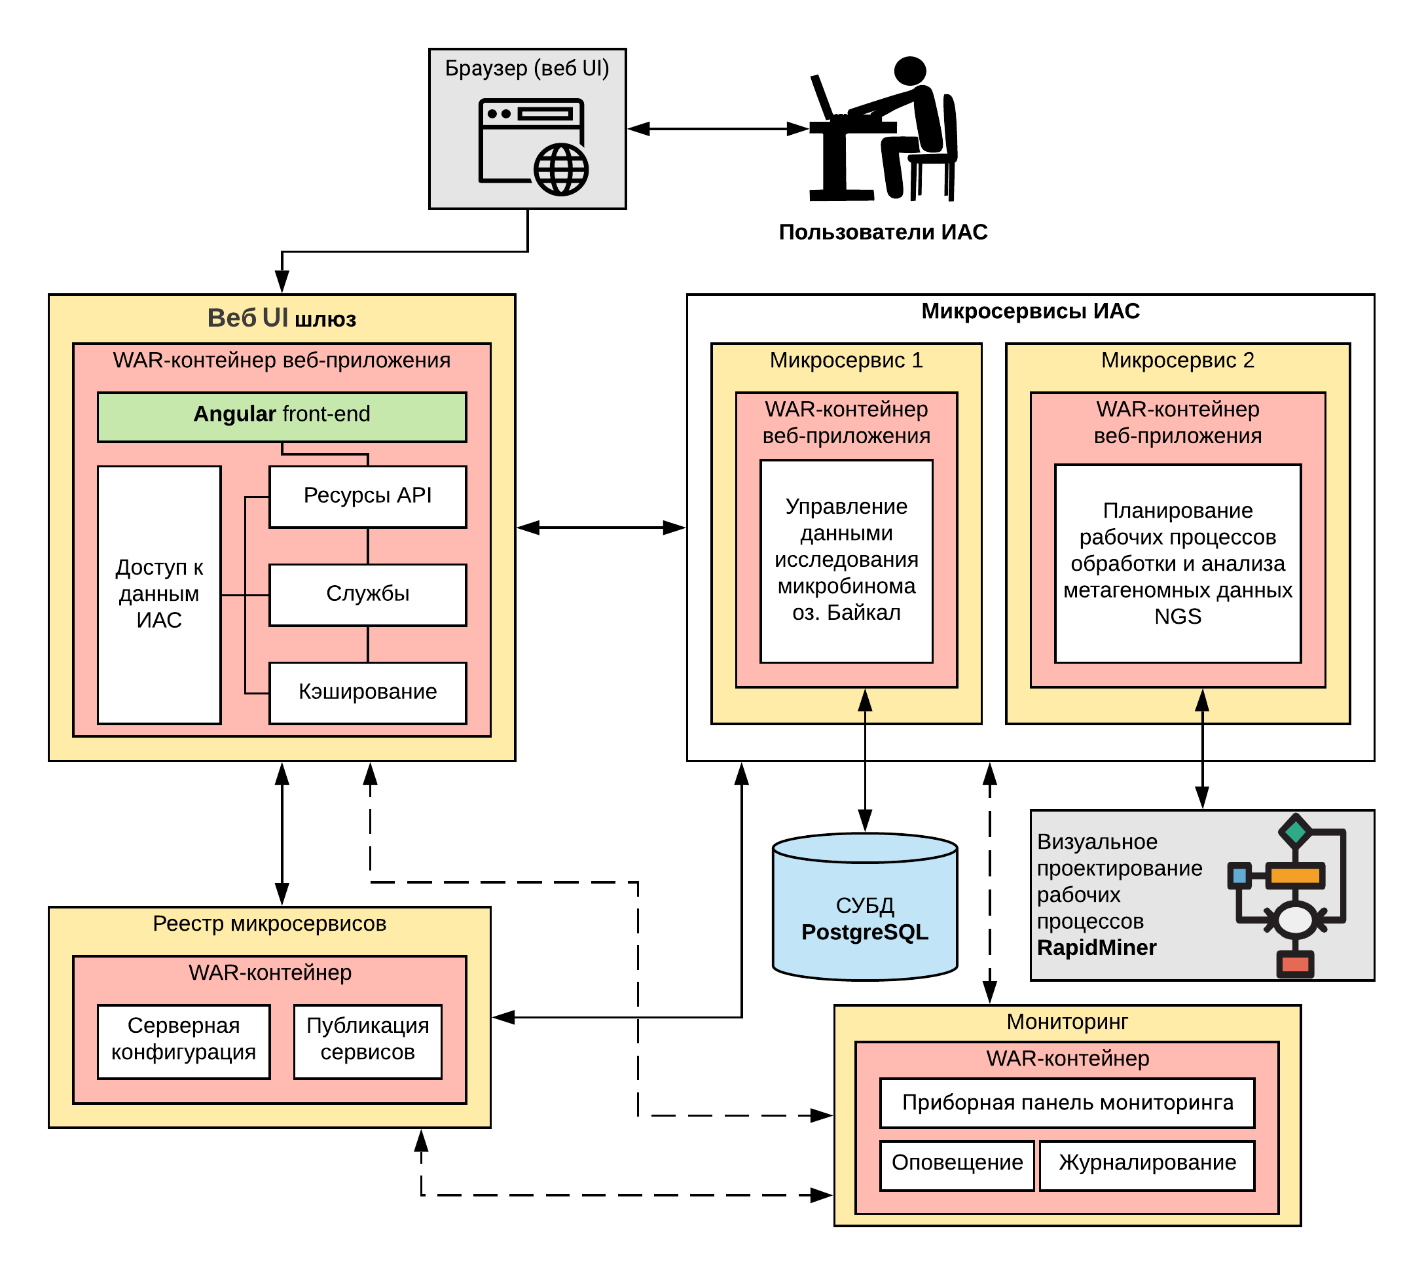 Браузер (веб UI)
Пользователи ИАС
Веб UI шлюз
WAR-контейнер веб-приложения
Angular front-end
Доступ к
данным
ИАС
Ресурсы API
Службы
Кэширование
Микросервисы ИАС
Микросервис 1
WAR-контейнер
веб-приложения
Управление
данными
исследования
микробинома
оз. Байкал
Микросервис 2
WAR-контейнер
веб-приложения
Планирование
рабочих процессов
обработки и анализа
метагеномных данных
NGS
СУБД
PostgreSQL
Визуальное
проектирование
рабочих
процессов
RapidMiner
Реестр микросервисов
WAR-контейнер
Серверная
конфигурация
Публикация
сервисов
Мониторинг
WAR-контейнер
Приборная панель мониторинга
Оповещение
Журналирование